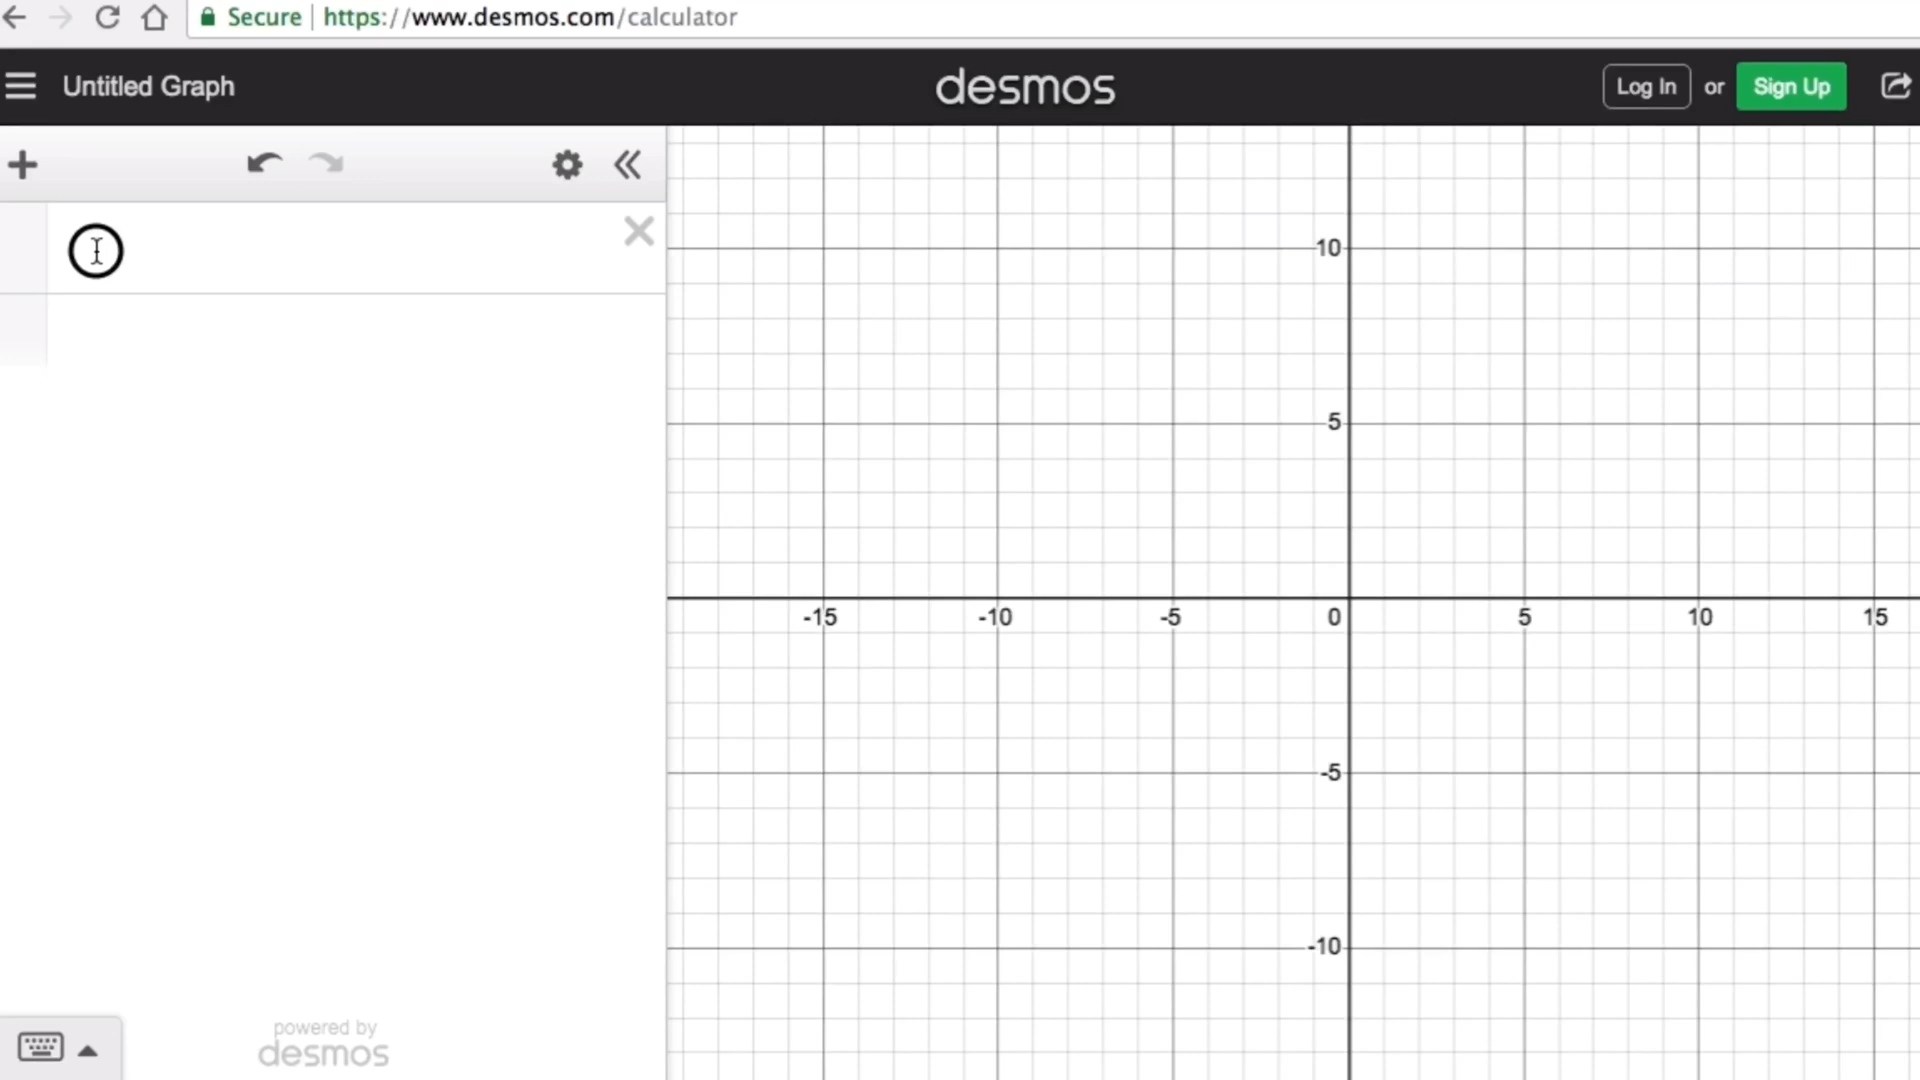 Secure https://www.desmos.com/calculator
Untitled Graph
desmos
Log In or Sign Up
10
5
-15 -10 -5 0 5 10 15
-5
-10
powered by
desmos